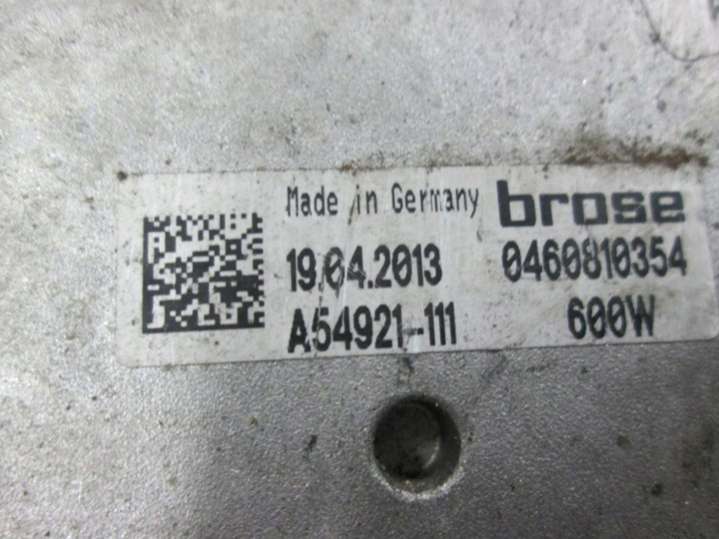 Made in Germany brose
19.04.2013 0460810354
A54921-111 600W